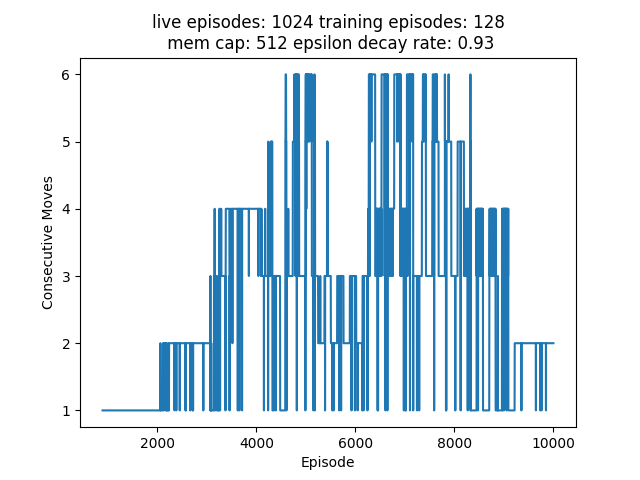 live episodes: 1024 training episodes: 128
mem cap: 512 epsilon decay rate: 0.93
6
5
4
3
2
1
Consecutive Moves
2000 4000 6000 8000 10000
Episode